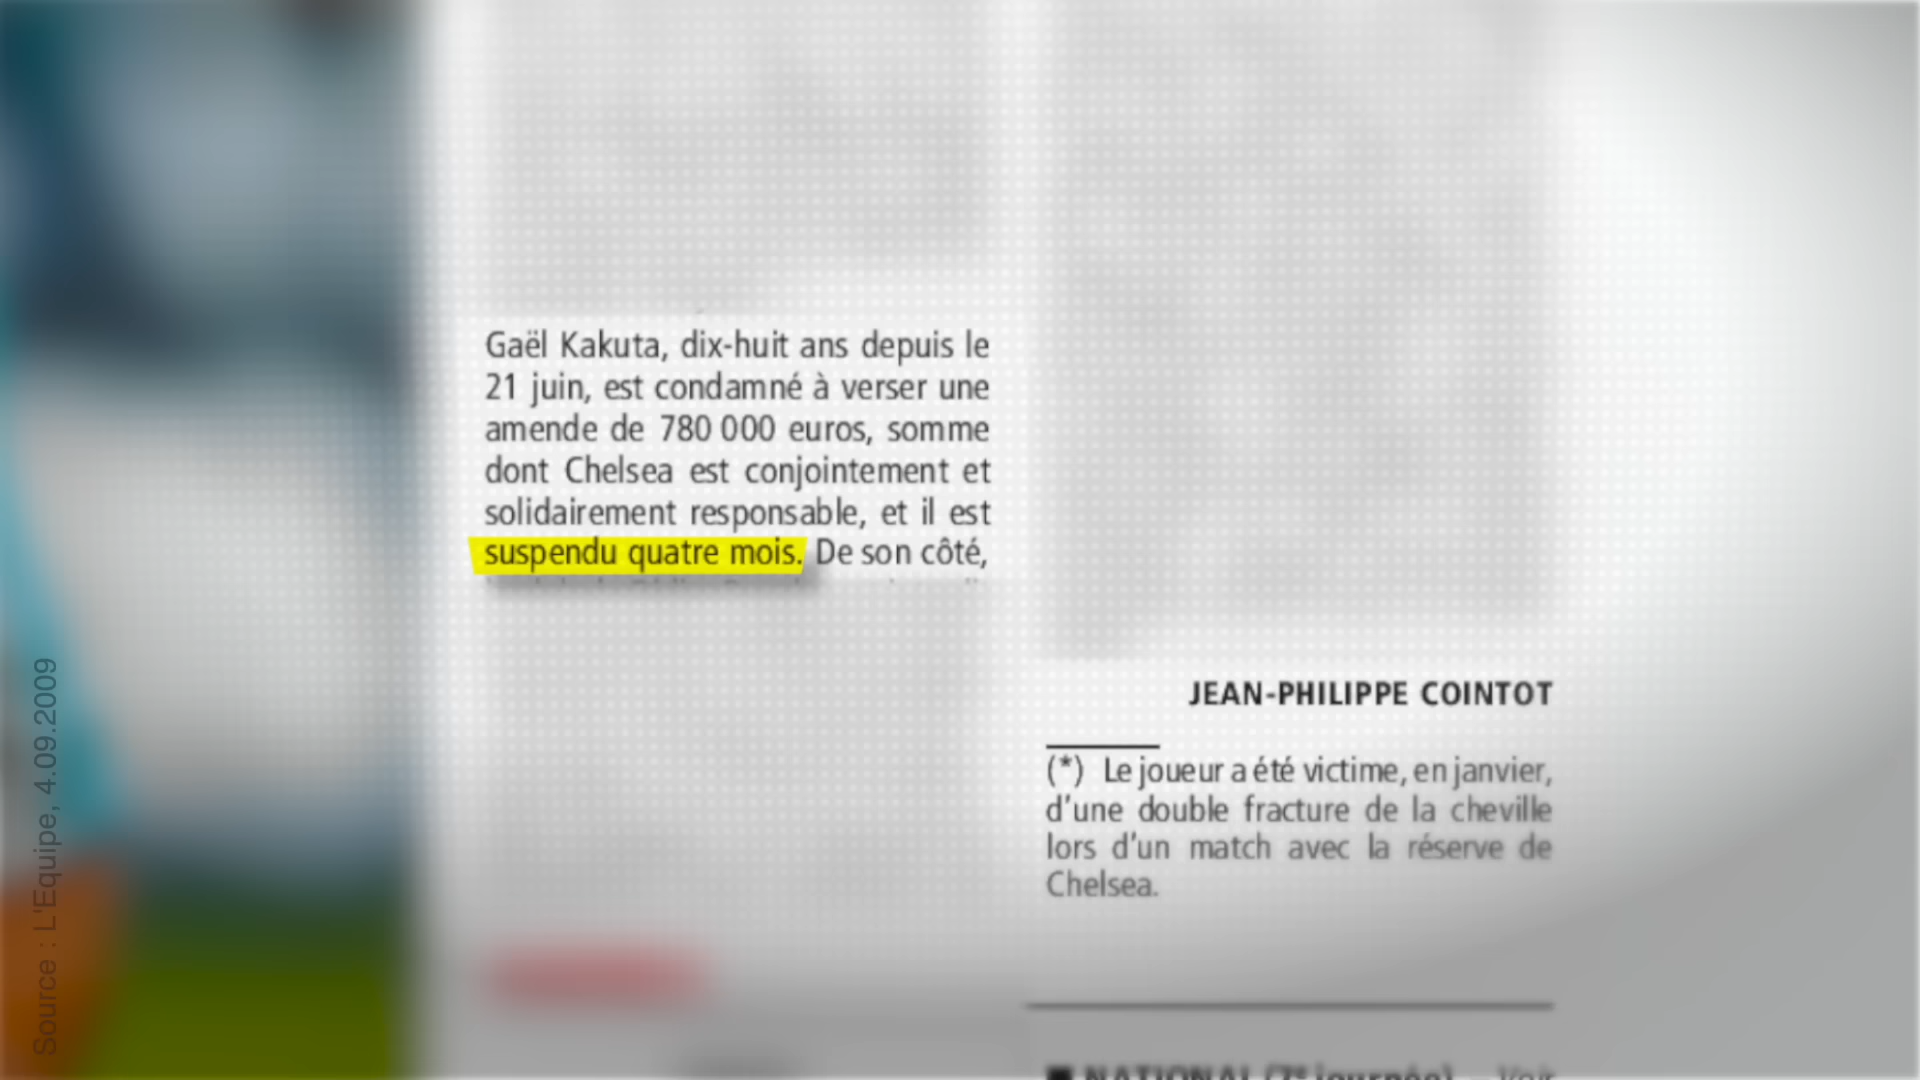 Gaël Kakuta, dix-huit ans depuis le
21 juin, est condamné à verser une
amende de 780 000 euros, somme
dont Chelsea est conjointement et
solidairement responsable, et il est
suspendu quatre mois. De son côté,
JEAN-PHILIPPE COINTOT
(*) Le joueur a été victime, en janvier,
d'une double fracture de la cheville
lors d'un match avec la réserve de
Chelsea.
NATIONAL (7e journée). – Voir
Source : L'Equipe, 4.09.2009